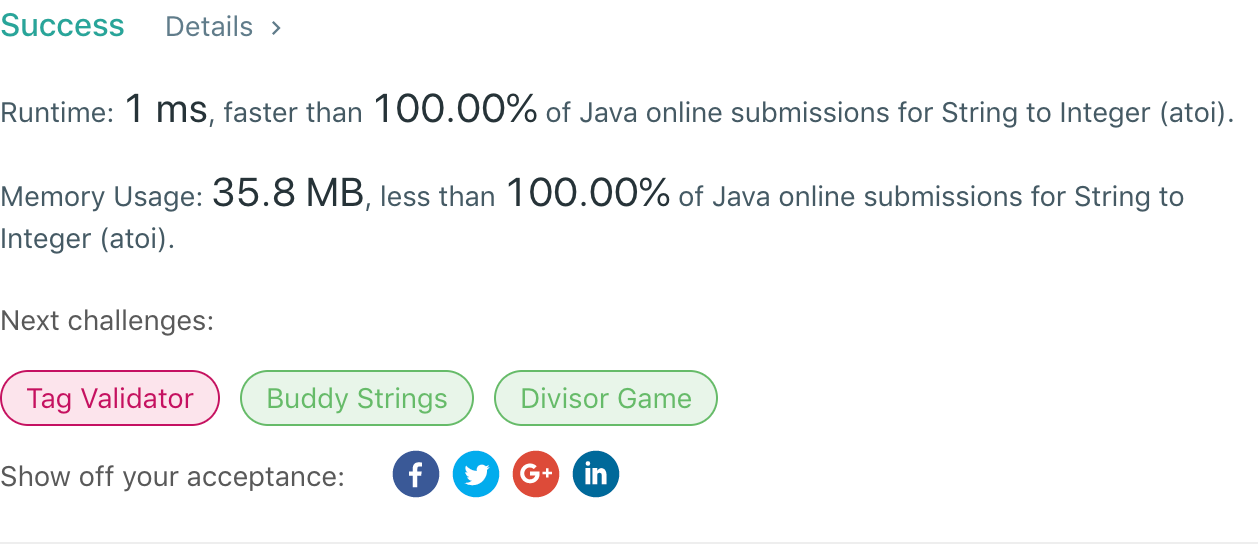 Success Details >
Runtime: 1 ms, faster than 100.00% of Java online submissions for String to Integer (atoi).
Memory Usage: 35.8 MB, less than 100.00% of Java online submissions for String to
Integer (atoi).
Next challenges:
Tag Validator Buddy Strings Divisor Game
Show off your acceptance: f G+ in